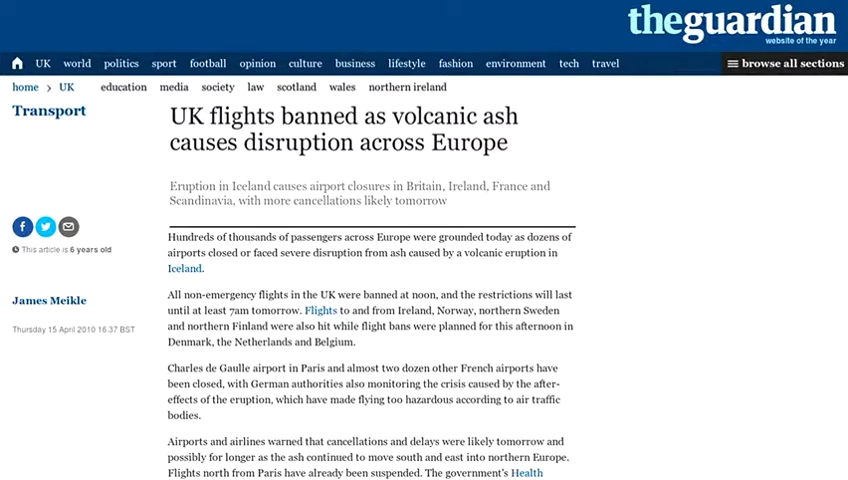 theguardian
website of the year
UK world politics sport football opinion culture business lifestyle fashion environment tech travel
browse all sections
home UK education media society law scotland wales northern ireland
Transport
UK flights banned as volcanic ash
causes disruption across Europe
Eruption in Iceland causes airport closures in Britain, Ireland, France and
Scandinavia, with more cancellations likely tomorrow
This article is 6 years old
James Meikle
Thursday 15 April 2010 16.37 BST
Hundreds of thousands of passengers across Europe were grounded today as dozens of
airports closed or faced severe disruption from ash caused by a volcanic eruption in
Iceland.
All non-emergency flights in the UK were banned at noon, and the restrictions will last
until at least 7am tomorrow. Flights to and from Ireland, Norway, northern Sweden
and northern Finland were also hit while flight bans were planned for this afternoon in
Denmark, the Netherlands and Belgium.
Charles de Gaulle airport in Paris and almost two dozen other French airports have
been closed, with German authorities also monitoring the crisis caused by the after-
effects of the eruption, which have made flying too hazardous according to air traffic
bodies.
Airports and airlines warned that cancellations and delays were likely tomorrow and
possibly for longer as the ash continued to move south and east into northern Europe.
Flights north from Paris have already been suspended. The government's Health